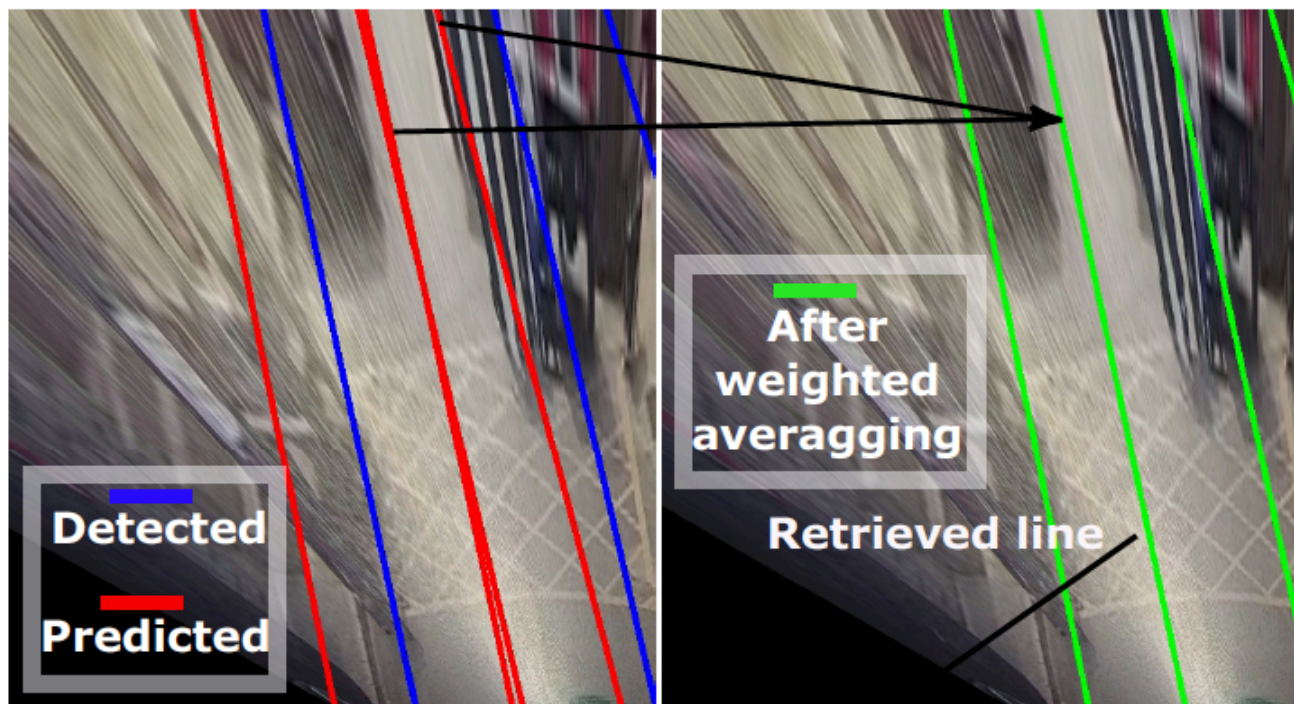 Detected
Predicted
After
weighted
averagging
Retrieved line